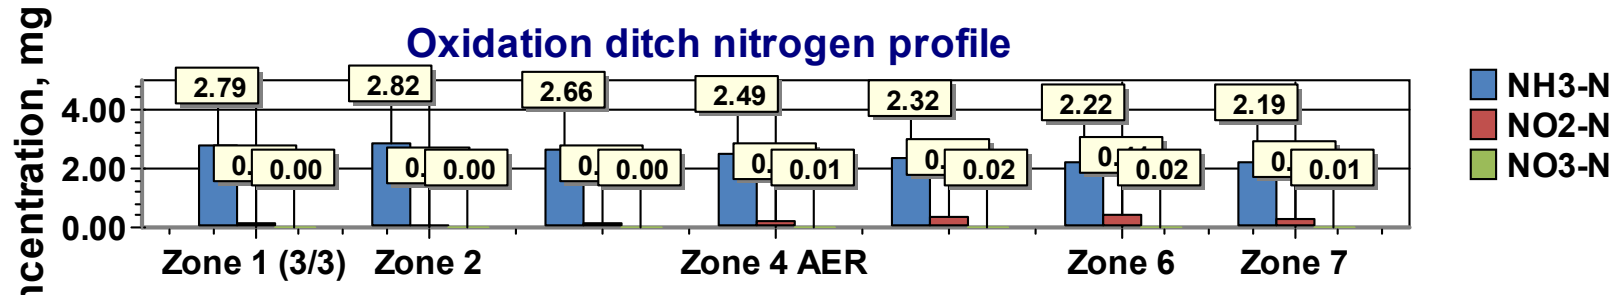 Oxidation ditch nitrogen profile
2.79 2.82 2.66 2.49 2.32 2.22 2.19
NH3-N
NO2-N
NO3-N
4.00
2.00
0.00
0.00 0.00 0.00 0.01 0.02 0.02 0.01
Zone 1 (3/3) Zone 2 Zone 4 AER Zone 6 Zone 7
mg